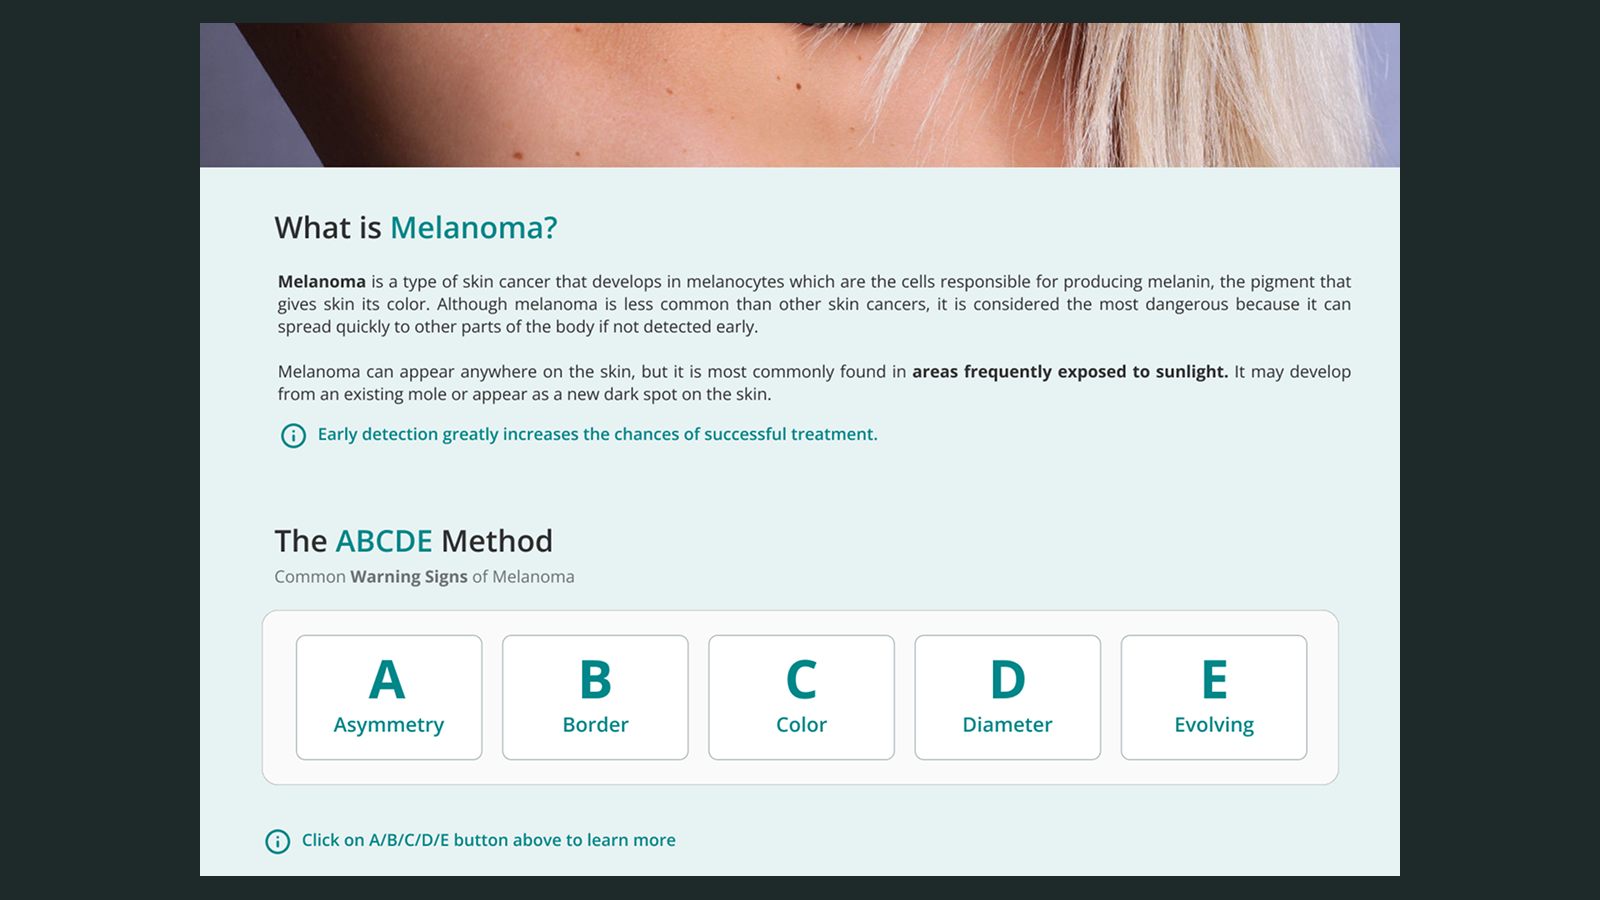 What is Melanoma?
Melanoma is a type of skin cancer that develops in melanocytes which are the cells responsible for producing melanin, the pigment that
gives skin its color. Although melanoma is less common than other skin cancers, it is considered the most dangerous because it can
spread quickly to other parts of the body if not detected early.
Melanoma can appear anywhere on the skin, but it is most commonly found in areas frequently exposed to sunlight. It may develop
from an existing mole or appear as a new dark spot on the skin.
Early detection greatly increases the chances of successful treatment.
The ABCDE Method
Common Warning Signs of Melanoma
A
Asymmetry
B
Border
C
Color
D
Diameter
E
Evolving
Click on A/B/C/D/E button above to learn more